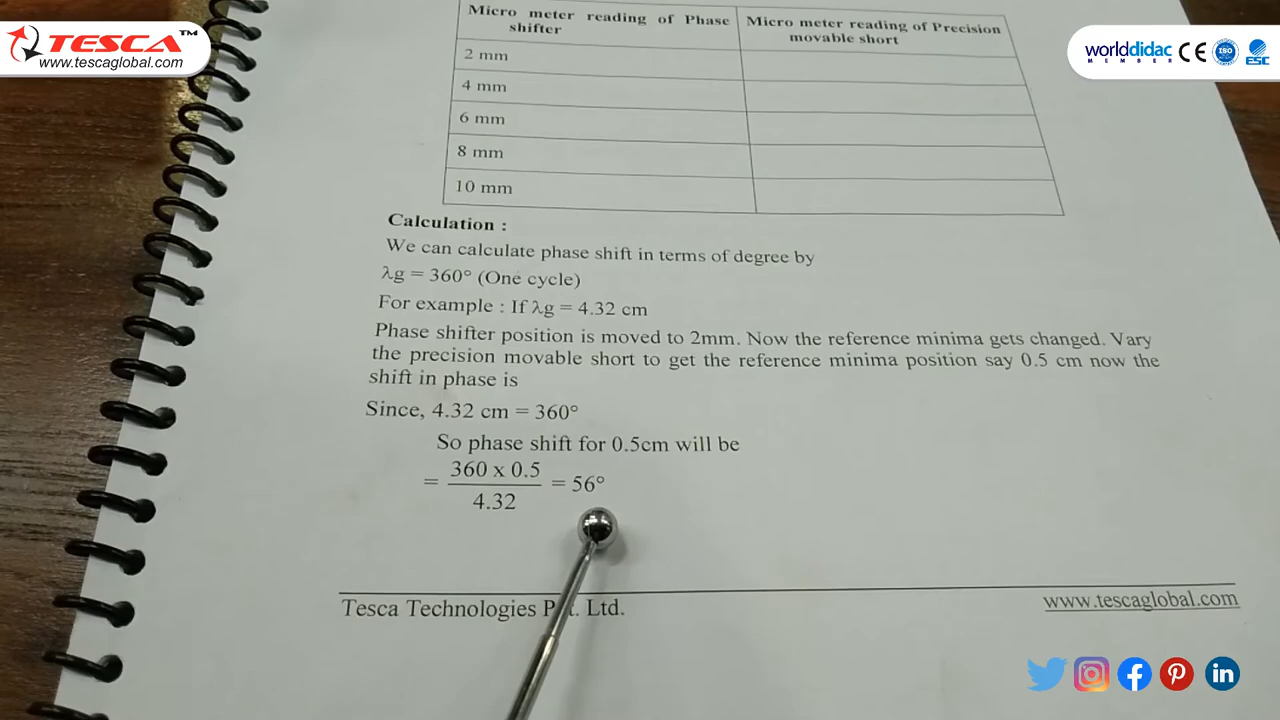 TESCA™
www.tescaglobal.com
worlddidac
MEMBER
CE
ISO
ESC
Micro meter reading of Phase shifter
Micro meter reading of Precision movable short
2 mm
4 mm
6 mm
8 mm
10 mm
Calculation :
We can calculate phase shift in terms of degree by
λg = 360° (One cycle)
For example : If λg = 4.32 cm
Phase shifter position is moved to 2mm. Now the reference minima gets changed. Vary
the precision movable short to get the reference minima position say 0.5 cm now the
shift in phase is
Since, 4.32 cm = 360°
So phase shift for 0.5cm will be
= 360 x 0.5 / 4.32 = 56°
Tesca Technologies P t. Ltd.
www.tescaglobal.com